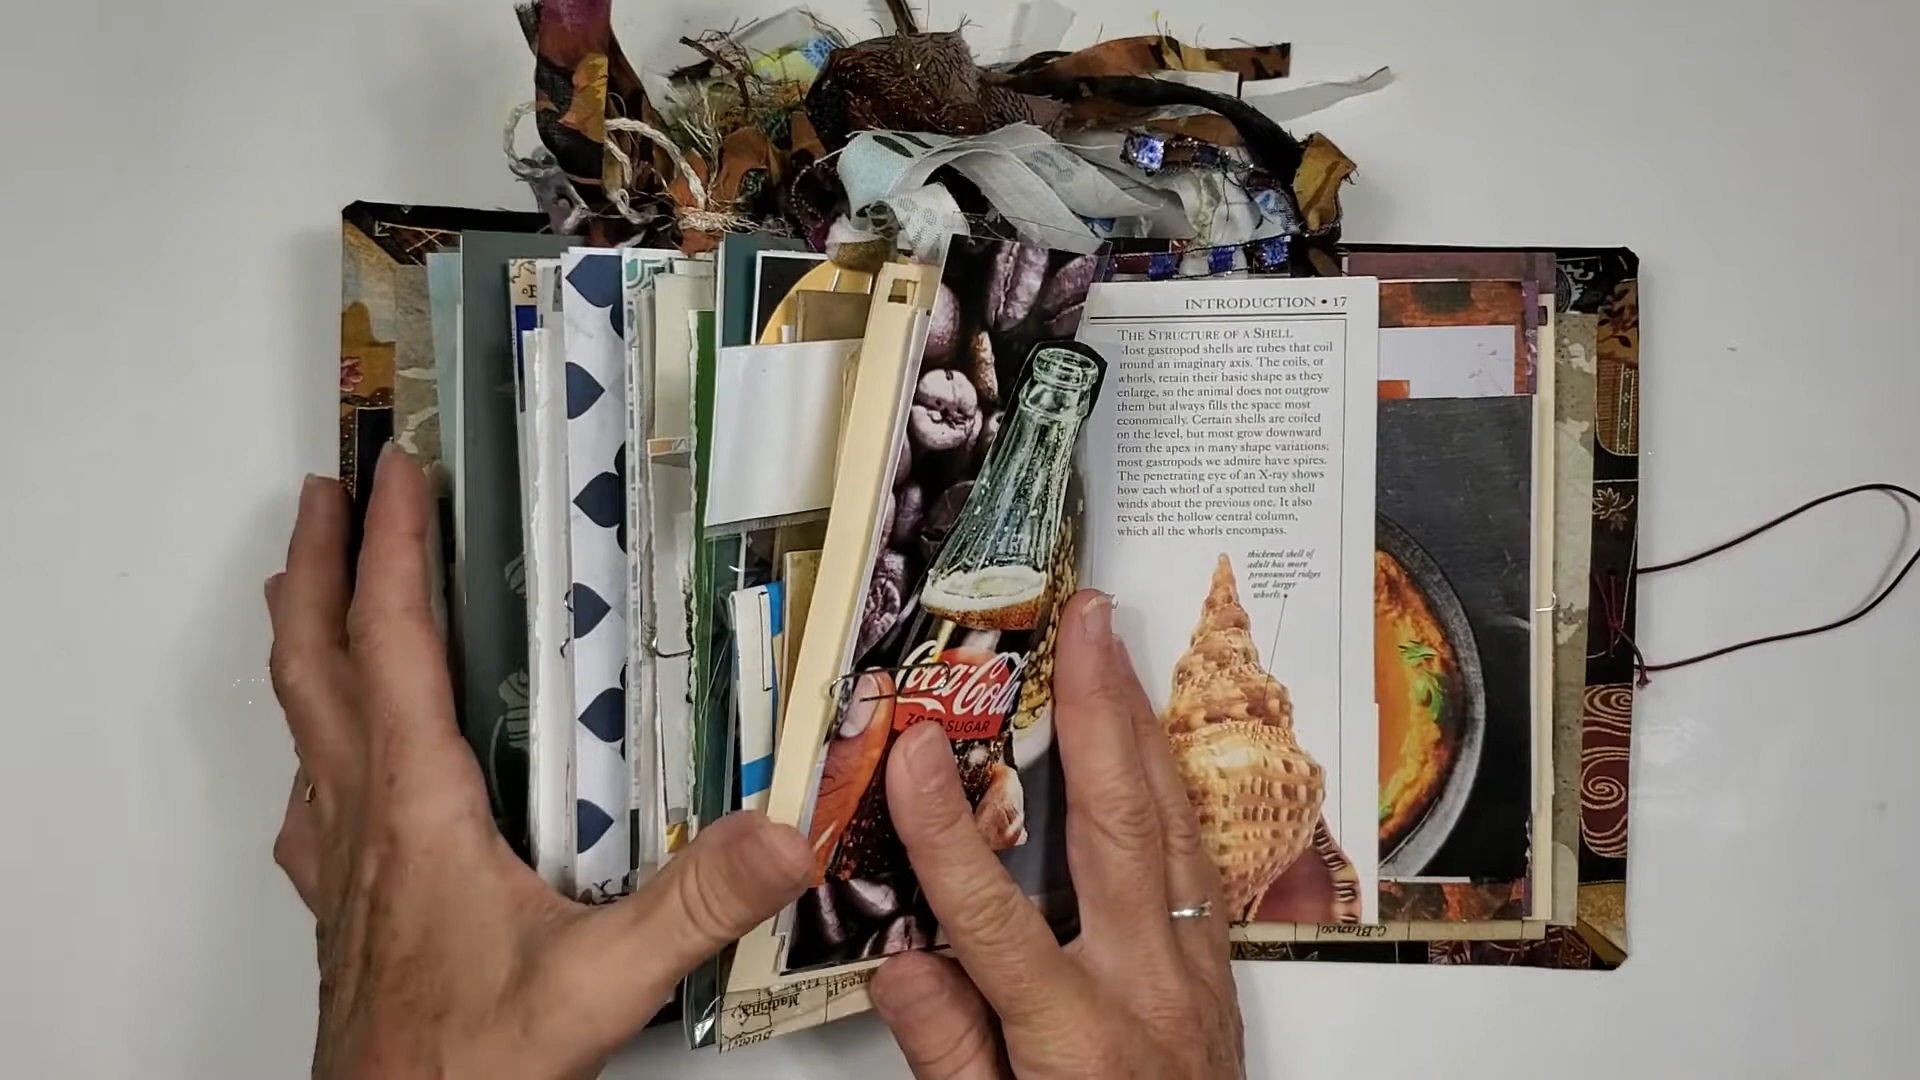 INTRODUCTION • 17
THE STRUCTURE OF A SHELL
Most gastropod shells are tubes that coil
around an imaginary axis. The coils, or
whorls, retain their basic shape as they
enlarge, so the animal does not outgrow
them but always fills the space most
economically. Certain shells are coiled
on the level, but most grow downward
from the apex in many shape variations;
most gastropods we admire have spires.
The penetrating eye of an X-ray shows
how each whorl of a spotted tun shell
winds about the previous one. It also
reveals the hollow central column,
which all the whorls encompass.
thickened shell of
adult has more
pronounced ridges
and larger
whorls
Coca-Cola
ZERO SUGAR
C.Blanco